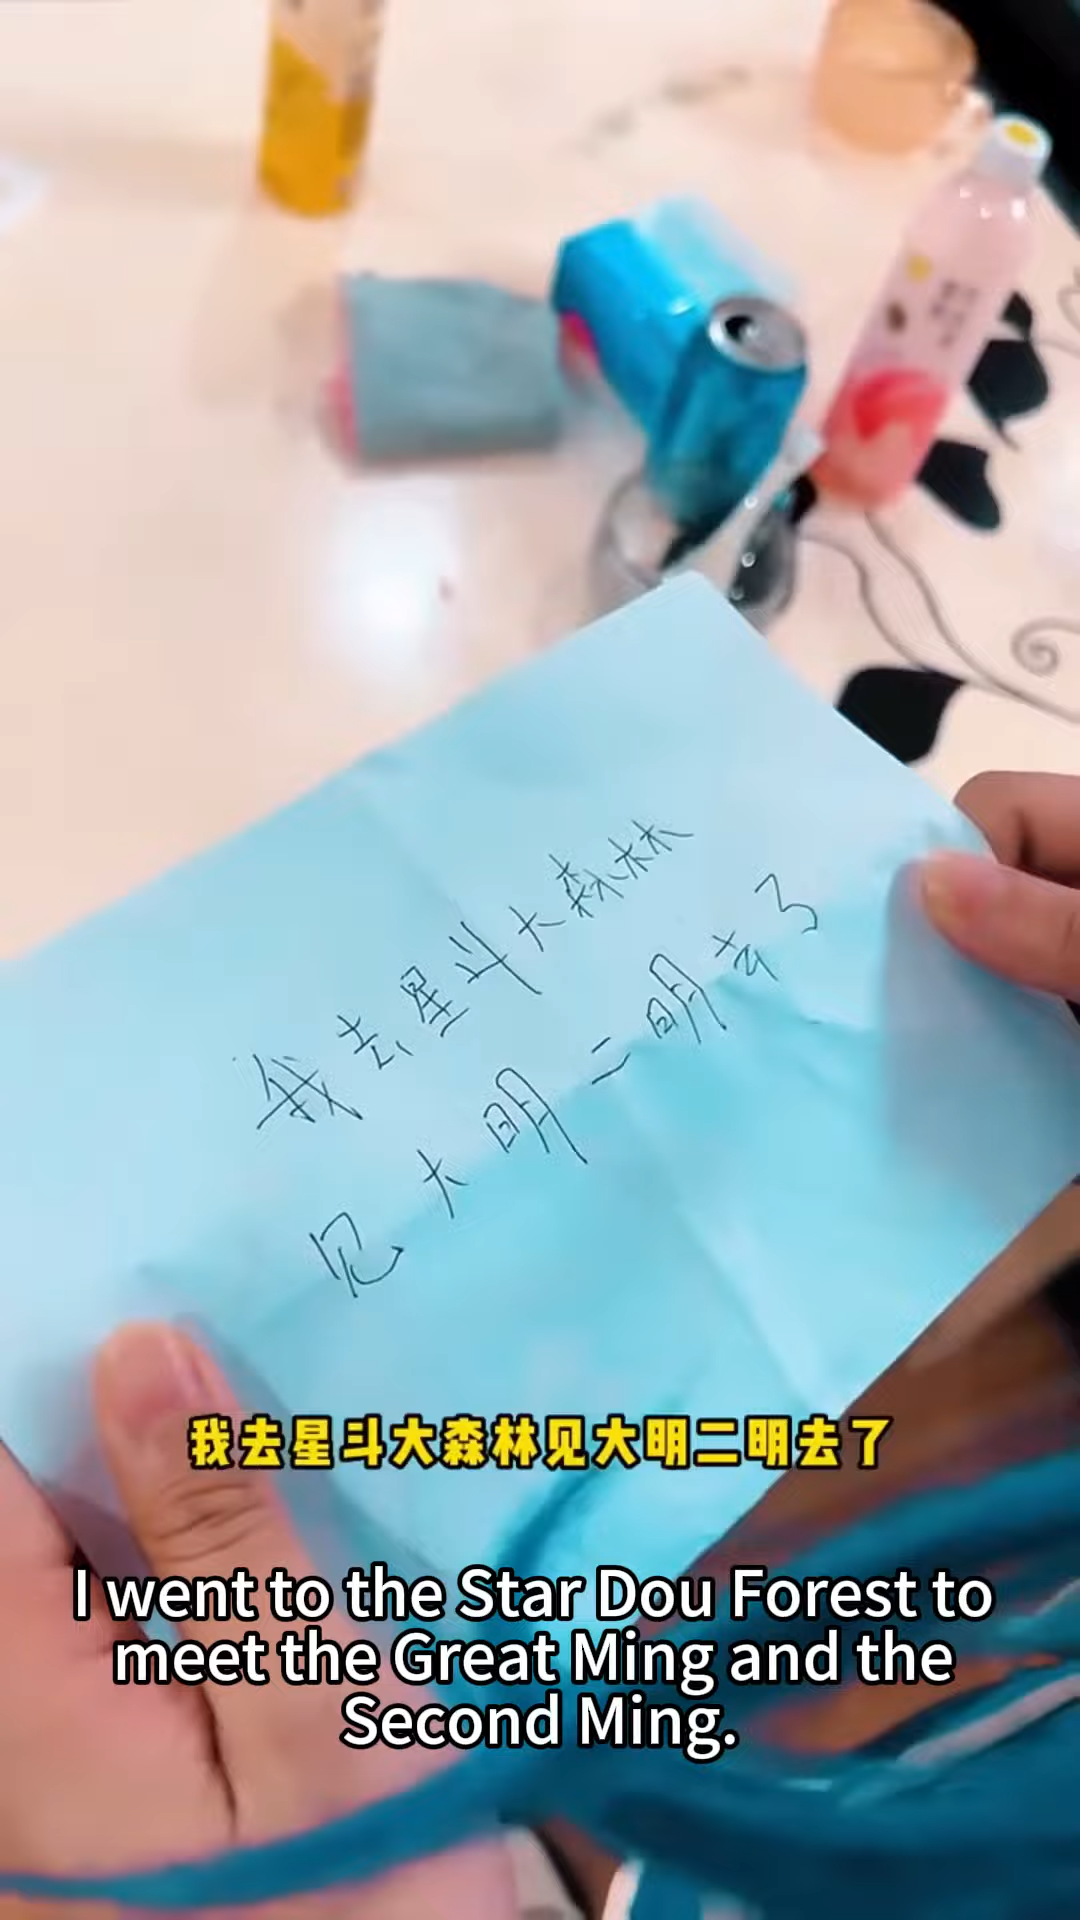 我去星斗大森林
见大明二明去了
我去星斗大森林见大明二明去了
I went to the Star Dou Forest to
meet the Great Ming and the
Second Ming.